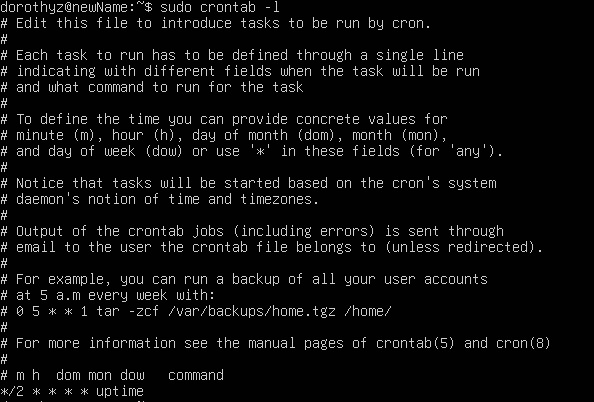 dorothyz@newName:~$ sudo crontab -l
# Edit this file to introduce tasks to be run by cron.
#
# Each task to run has to be defined through a single line
# indicating with different fields when the task will be run
# and what command to run for the task
#
# To define the time you can provide concrete values for
# minute (m), hour (h), day of month (dom), month (mon),
# and day of week (dow) or use '*' in these fields (for 'any').
#
# Notice that tasks will be started based on the cron's system
# daemon's notion of time and timezones.
#
# Output of the crontab jobs (including errors) is sent through
# email to the user the crontab file belongs to (unless redirected).
#
# For example, you can run a backup of all your user accounts
# at 5 a.m every week with:
# 0 5 * * 1 tar -zcf /var/backups/home.tgz /home/
#
# For more information see the manual pages of crontab(5) and cron(8)
#
# m h  dom mon dow   command
*/2 * * * * uptime